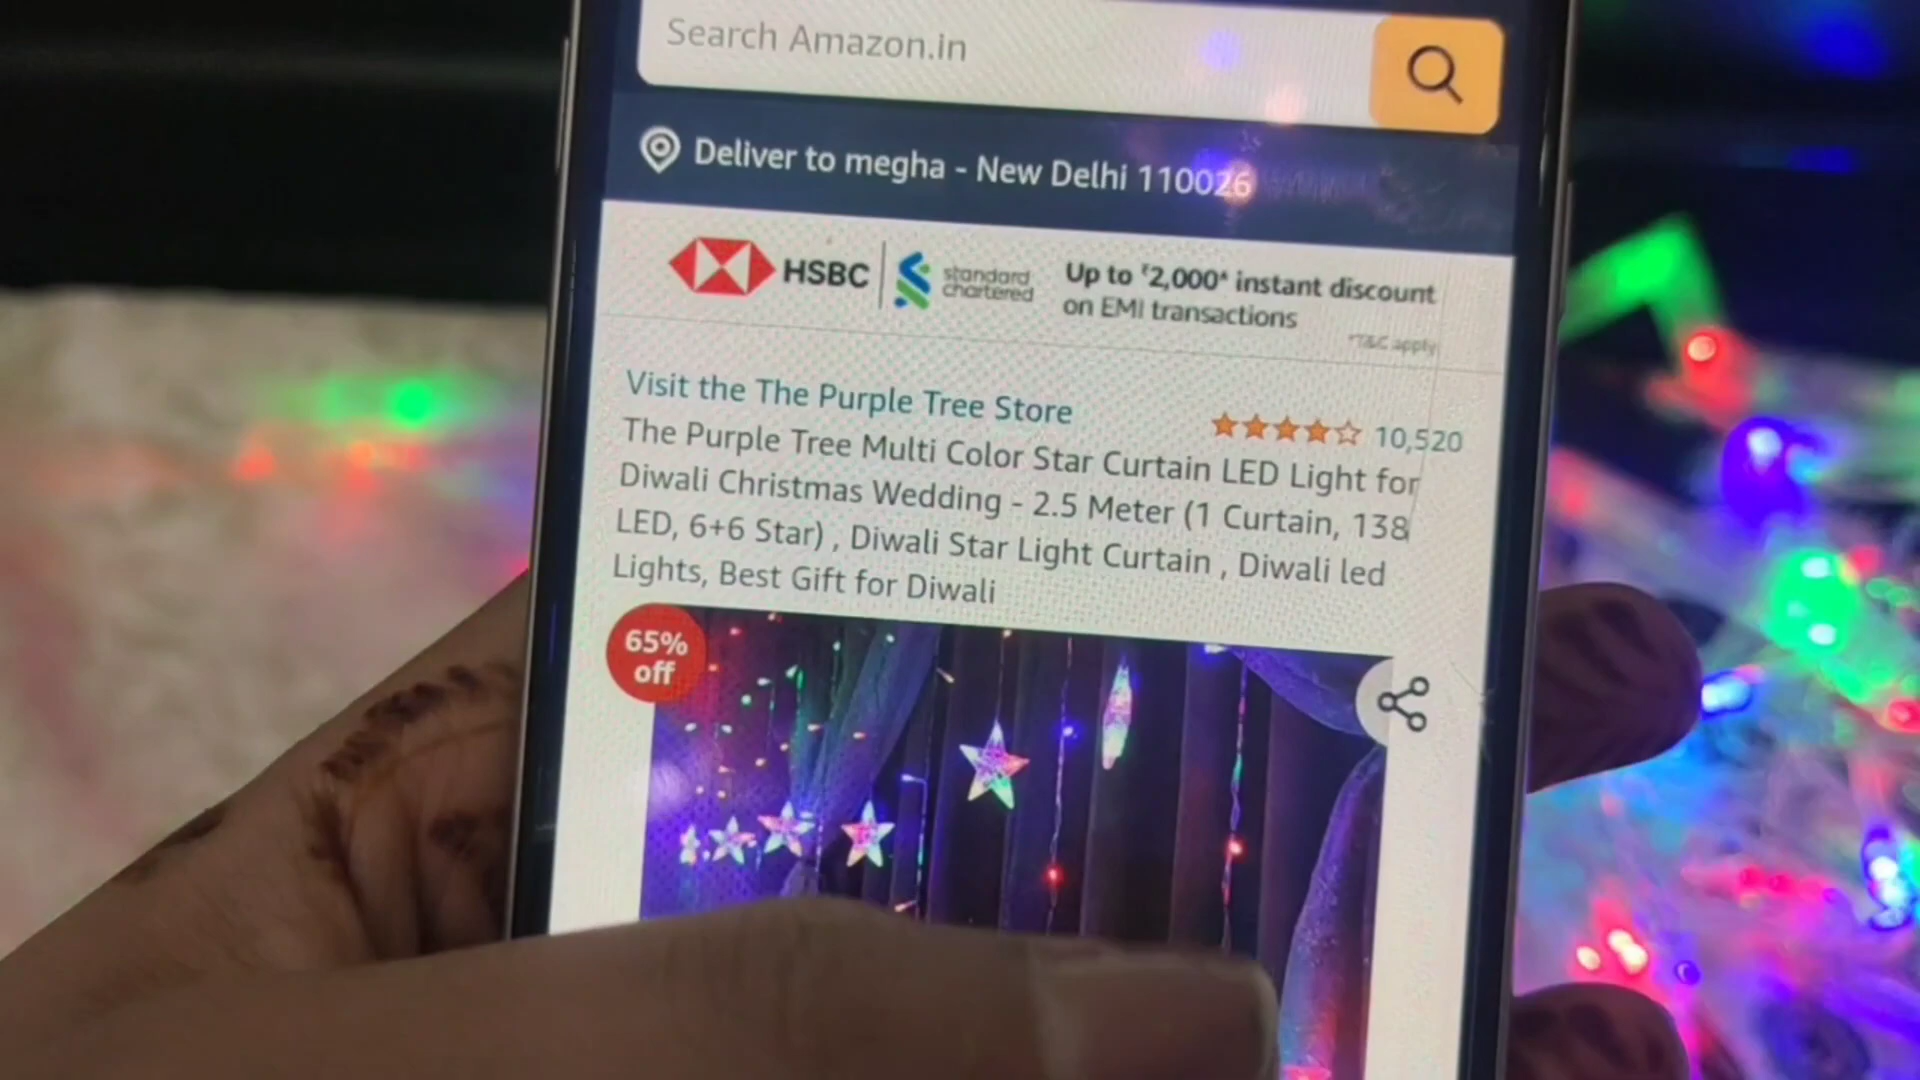 Search Amazon.in
Deliver to megha - New Delhi 110026
HSBC
standard
chartered
Up to ₹2,000* instant discount
on EMI transactions
*T&C apply
Visit the The Purple Tree Store
10,520
The Purple Tree Multi Color Star Curtain LED Light for
Diwali Christmas Wedding - 2.5 Meter (1 Curtain, 138
LED, 6+6 Star) , Diwali Star Light Curtain , Diwali led
Lights, Best Gift for Diwali
65%
off